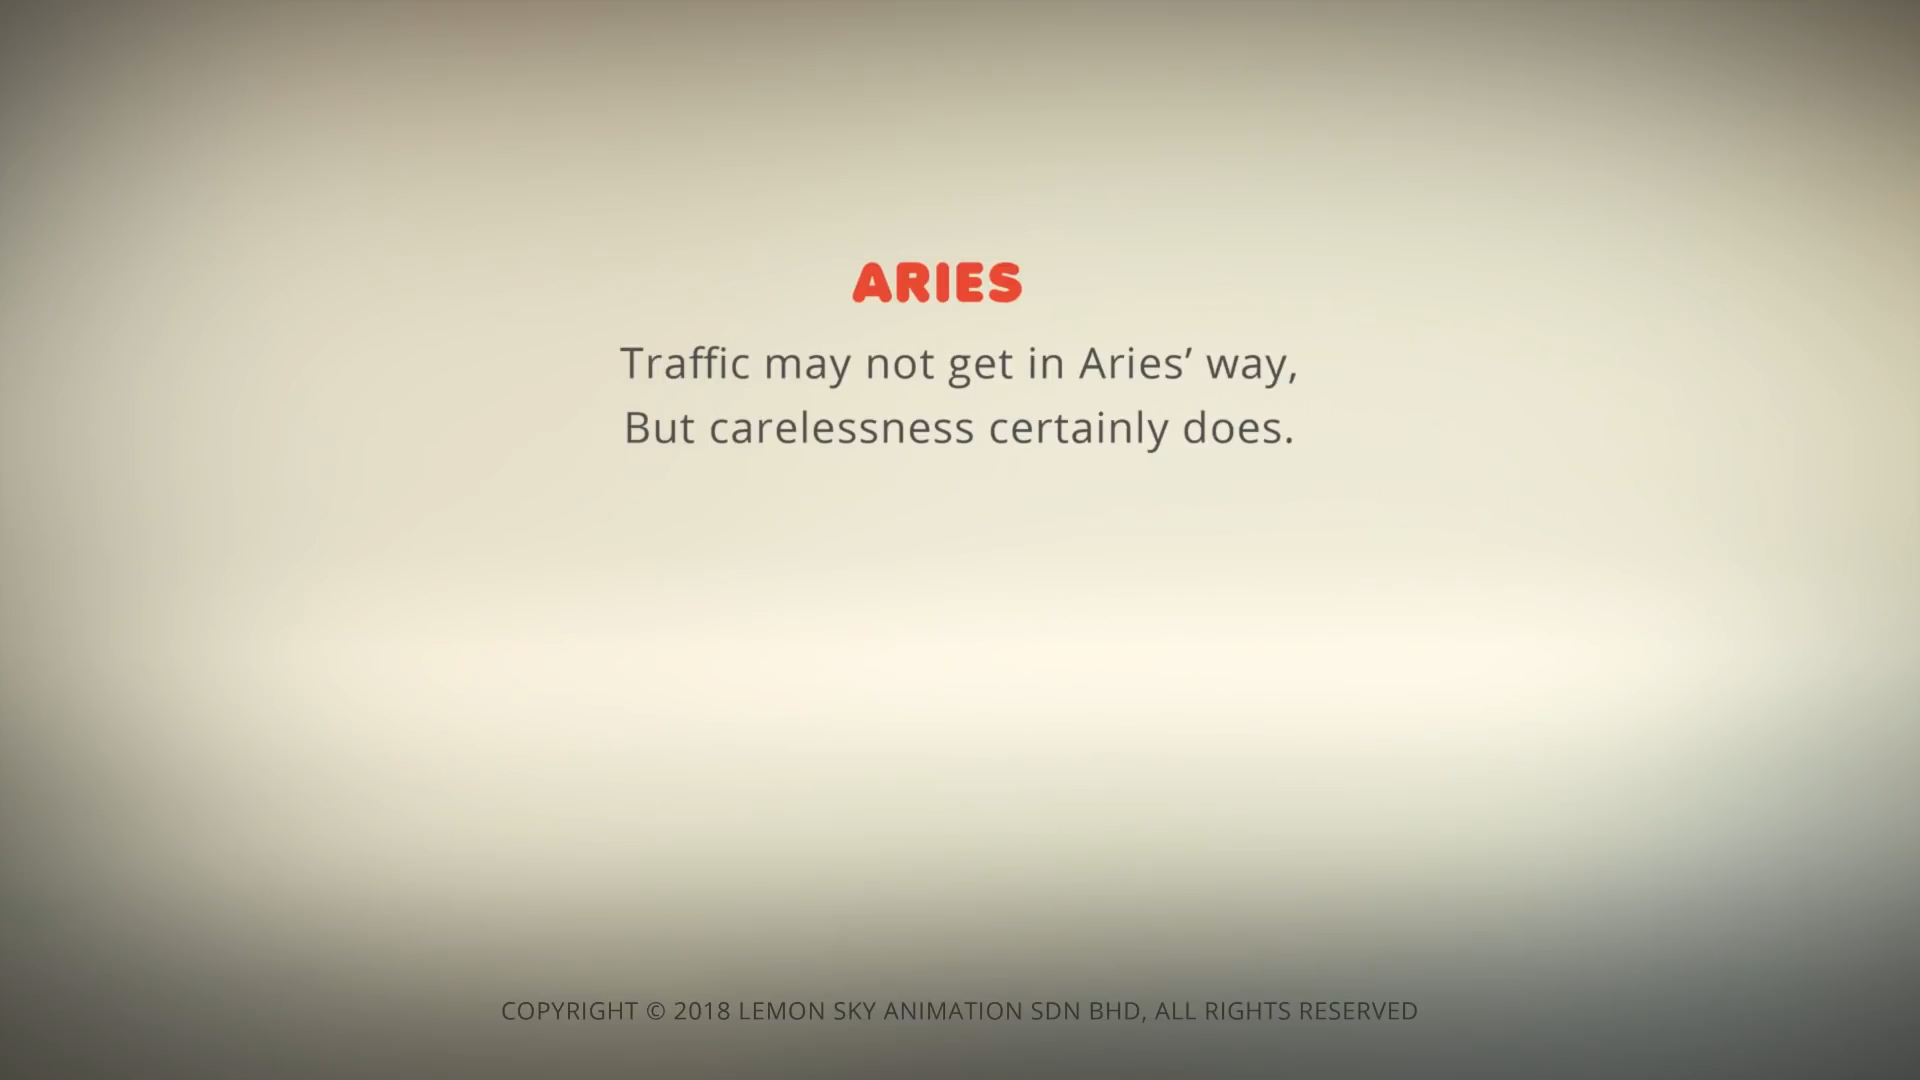 ARIES
Traffic may not get in Aries’ way,
But carelessness certainly does.
COPYRIGHT © 2018 LEMON SKY ANIMATION SDN BHD, ALL RIGHTS RESERVED